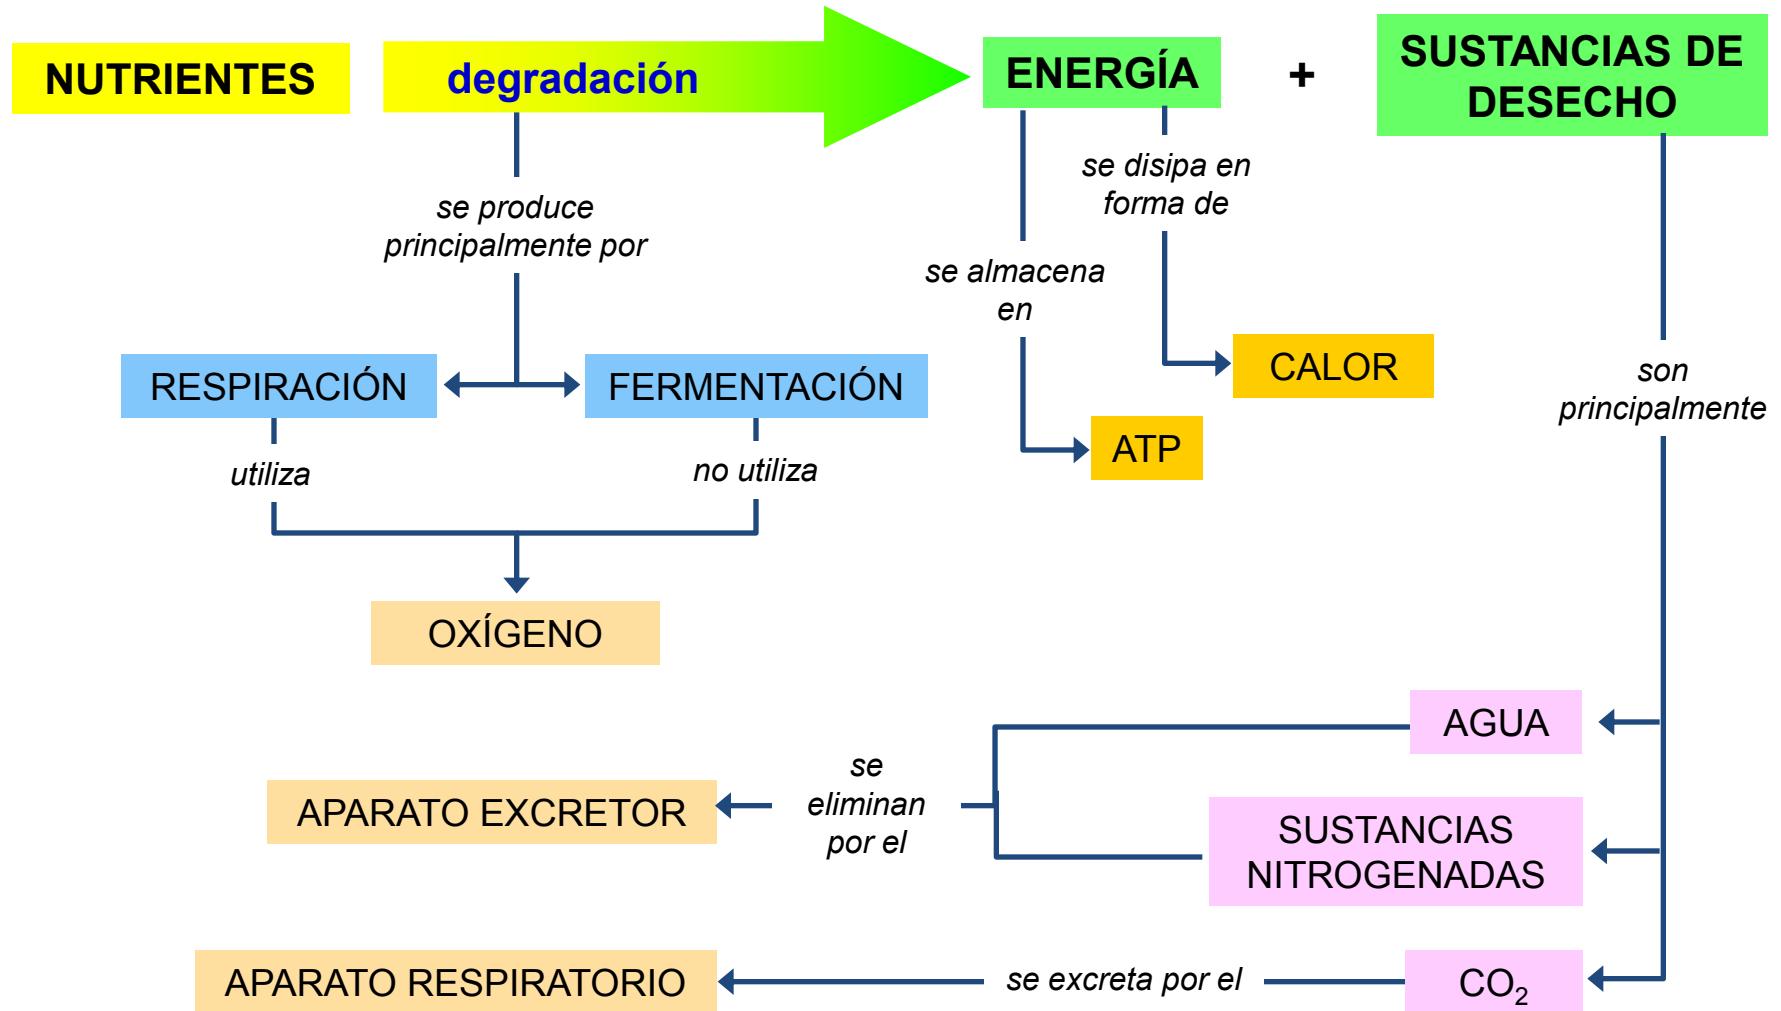 NUTRIENTES
degradación
ENERGÍA
+
SUSTANCIAS DE
DESECHO
se produce
principalmente por
se almacena
en
se disipa en
forma de
son
principalmente
RESPIRACIÓN
FERMENTACIÓN
CALOR
ATP
utiliza
no utiliza
OXÍGENO
AGUA
SUSTANCIAS
NITROGENADAS
se
eliminan
por el
APARATO EXCRETOR
CO₂
se excreta por el
APARATO RESPIRATORIO